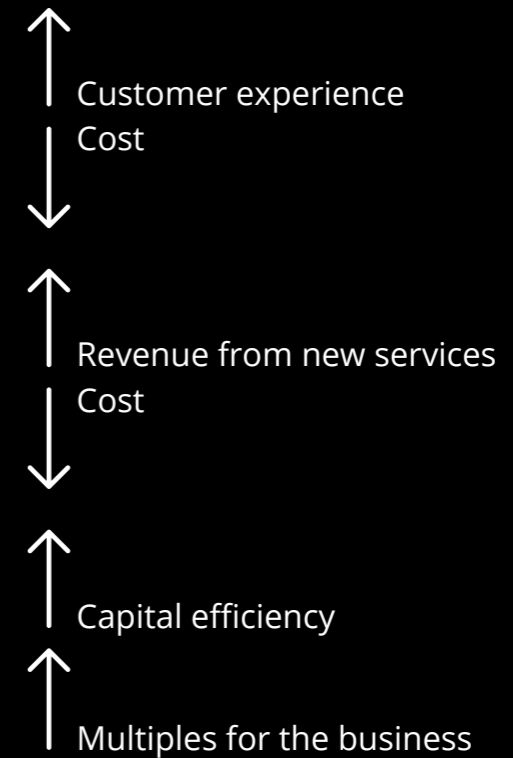 Customer experience
Cost
Revenue from new services
Cost
Capital efficiency
Multiples for the business